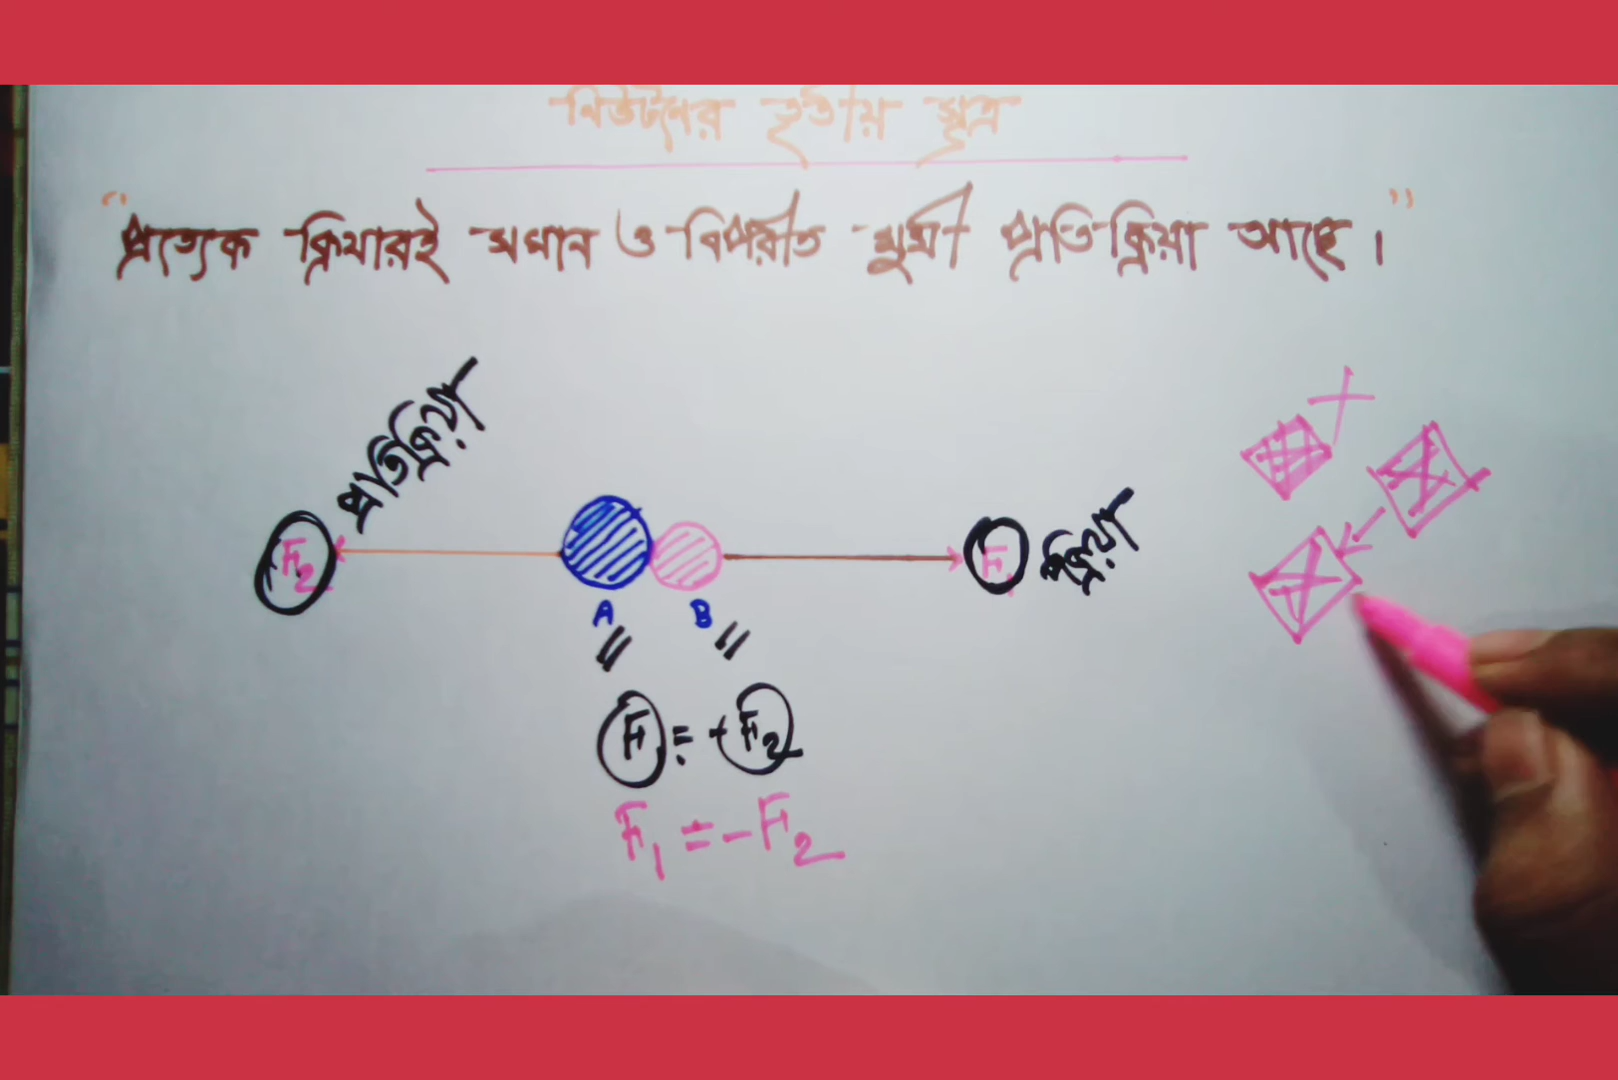 নিউটনের তৃতীয় সূত্র
"প্রত্যেক ক্রিয়ারই সমান ও বিপরীত মুখী প্রতিক্রিয়া আছে।"
প্রতিক্রিয়া
F2
F1
ক্রিয়া
A B
F1 = +F2
F1 = -F2